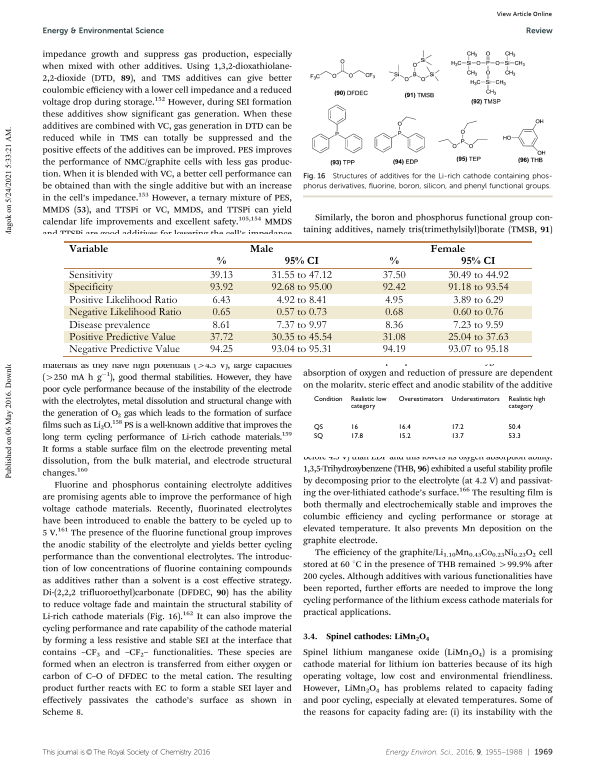 View Article Online
Energy & Environmental Science
Review
impedance growth and suppress gas production, especially
when mixed with other additives. Using 1,3,2-dioxathiolane-
2,2-dioxide (DTD, 89), and TMS additives can give better
coulombic efficiency with a lower cell impedance and a reduced
voltage drop during storage.152 However, during SEI formation
these additives show significant gas generation. When these
additives are combined with VC, gas generation in DTD can be
reduced while in TMS can totally be suppressed and the
positive effects of the additives can be improved. PES improves
the performance of NMC/graphite cells with less gas produc-
tion. When it is blended with VC, a better cell performance can
be obtained than with the single additive but with an increase
in the cell's impedance.153 However, a ternary mixture of PES,
MMDS (53), and TTSPi or VC, MMDS, and TTSPi can yield
calendar life improvements and excellent safety.105,154 MMDS
and TTSPi are good additives for lowering the cell's impedance
(90) DFDEC
(91) TMSB
(92) TMSP
(93) TPP
(94) EDP
(95) TEP
(96) THB
Fig. 16 Structures of additives for the Li-rich cathode containing phos-
phorus derivatives, fluorine, boron, silicon, and phenyl functional groups.
Similarly, the boron and phosphorus functional group con-
taining additives, namely tris(trimethylsilyl)borate (TMSB, 91)
Variable Male Female
% 95% CI % 95% CI
Sensitivity 39.13 31.55 to 47.12 37.50 30.49 to 44.92
Specificity 93.92 92.68 to 95.00 92.42 91.18 to 93.54
Positive Likelihood Ratio 6.43 4.92 to 8.41 4.95 3.89 to 6.29
Negative Likelihood Ratio 0.65 0.57 to 0.73 0.68 0.60 to 0.76
Disease prevalence 8.61 7.37 to 9.97 8.36 7.23 to 9.59
Positive Predictive Value 37.72 30.35 to 45.54 31.08 25.04 to 37.63
Negative Predictive Value 94.25 93.04 to 95.31 94.19 93.07 to 95.18
materials as they have high potentials (>4.5 V), large capacities
(>250 mA h g−1), good thermal stabilities. However, they have
poor cycle performance because of the instability of the electrode
with the electrolytes, metal dissolution and structural change with
the generation of O2 gas which leads to the formation of surface
films such as Li2O.158 PS is a well-known additive that improves the
long term cycling performance of Li-rich cathode materials.159
It forms a stable surface film on the electrode preventing metal
dissolution, from the bulk material, and electrode structural
changes.160
Fluorine and phosphorus containing electrolyte additives
are promising agents able to improve the performance of high
voltage cathode materials. Recently, fluorinated electrolytes
have been introduced to enable the battery to be cycled up to
5 V.161 The presence of the fluorine functional group improves
the anodic stability of the electrolyte and yields better cycling
performance than the conventional electrolytes. The introduc-
tion of low concentrations of fluorine containing compounds
as additives rather than a solvent is a cost effective strategy.
Di-(2,2,2 trifluoroethyl)carbonate (DFDEC, 90) has the ability
to reduce voltage fade and maintain the structural stability of
Li-rich cathode materials (Fig. 16).162 It can also improve the
cycling performance and rate capability of the cathode material
by forming a less resistive and stable SEI at the interface that
contains –CF3 and –CF2– functionalities. These species are
formed when an electron is transferred from either oxygen or
carbon of C–O of DFDEC to the metal cation. The resulting
product further reacts with EC to form a stable SEI layer and
effectively passivates the cathode's surface as shown in
Scheme 8.
absorption of oxygen and reduction of pressure are dependent
on the molarity, steric effect and anodic stability of the additive
Condition Realistic low category Overestimators Underestimators Realistic high category
QS 16 16.4 17.2 50.4
SQ 17.8 15.2 13.7 53.3
before 4.5 V) than EDP and this lowers its oxygen absorption ability.
1,3,5-Trihydroxybenzene (THB, 96) exhibited a useful stability profile
by decomposing prior to the electrolyte (at 4.2 V) and passivat-
ing the over-lithiated cathode's surface.166 The resulting film is
both thermally and electrochemically stable and improves the
columbic efficiency and cycling performance or storage at
elevated temperature. It also prevents Mn deposition on the
graphite electrode.
The efficiency of the graphite/Li1.10Mn0.43Co0.23Ni0.23O2 cell
stored at 60 °C in the presence of THB remained >99.9% after
200 cycles. Although additives with various functionalities have
been reported, further efforts are needed to improve the long
cycling performance of the lithium excess cathode materials for
practical applications.
3.4. Spinel cathodes: LiMn2O4
Spinel lithium manganese oxide (LiMn2O4) is a promising
cathode material for lithium ion batteries because of its high
operating voltage, low cost and environmental friendliness.
However, LiMn2O4 has problems related to capacity fading
and poor cycling, especially at elevated temperatures. Some of
the reasons for capacity fading are: (i) its instability with the
Published on 06 May 2016. Downl
dagok on 5/24/2021 5:33:21 AM.
This journal is © The Royal Society of Chemistry 2016
Energy Environ. Sci., 2016, 9, 1955–1988 | 1969